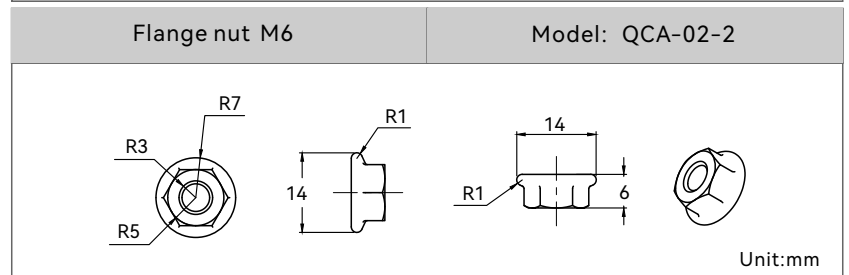 Flange nut M6
Model: QCA-02-2
R7
R3
R5
R1
14
14
R1
6
Unit:mm